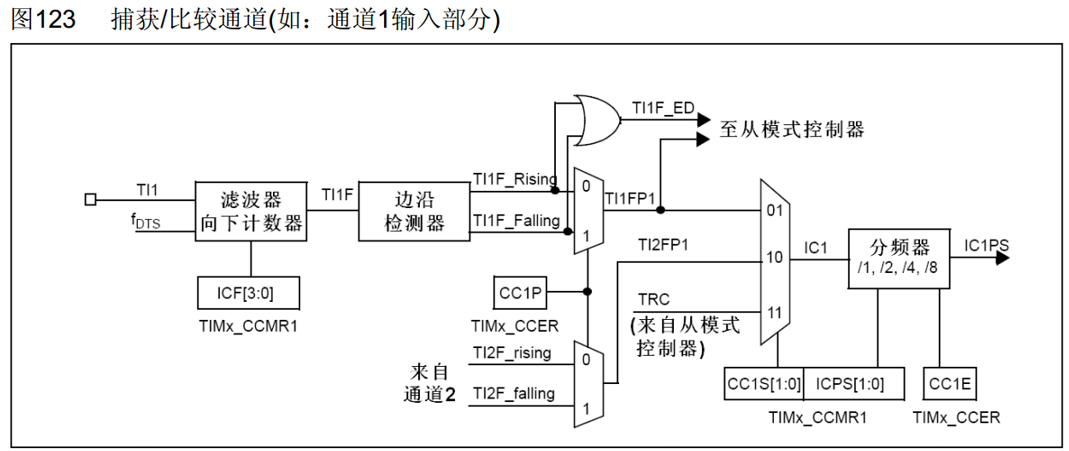 图123 捕获/比较通道(如：通道1输入部分)
TI1F_ED
至从模式控制器
TI1
fDTS
滤波器
向下计数器
TI1F
边沿
检测器
TI1F_Rising
TI1F_Falling
0
1
TI1FP1
01
TI2FP1
10
TRC
(来自从模式
控制器)
11
IC1
分频器
/1, /2, /4, /8
IC1PS
ICF[3:0]
TIMx_CCMR1
CC1P
TIMx_CCER
来自
通道2
TI2F_rising
TI2F_falling
0
1
CC1S[1:0]
ICPS[1:0]
TIMx_CCMR1
CC1E
TIMx_CCER